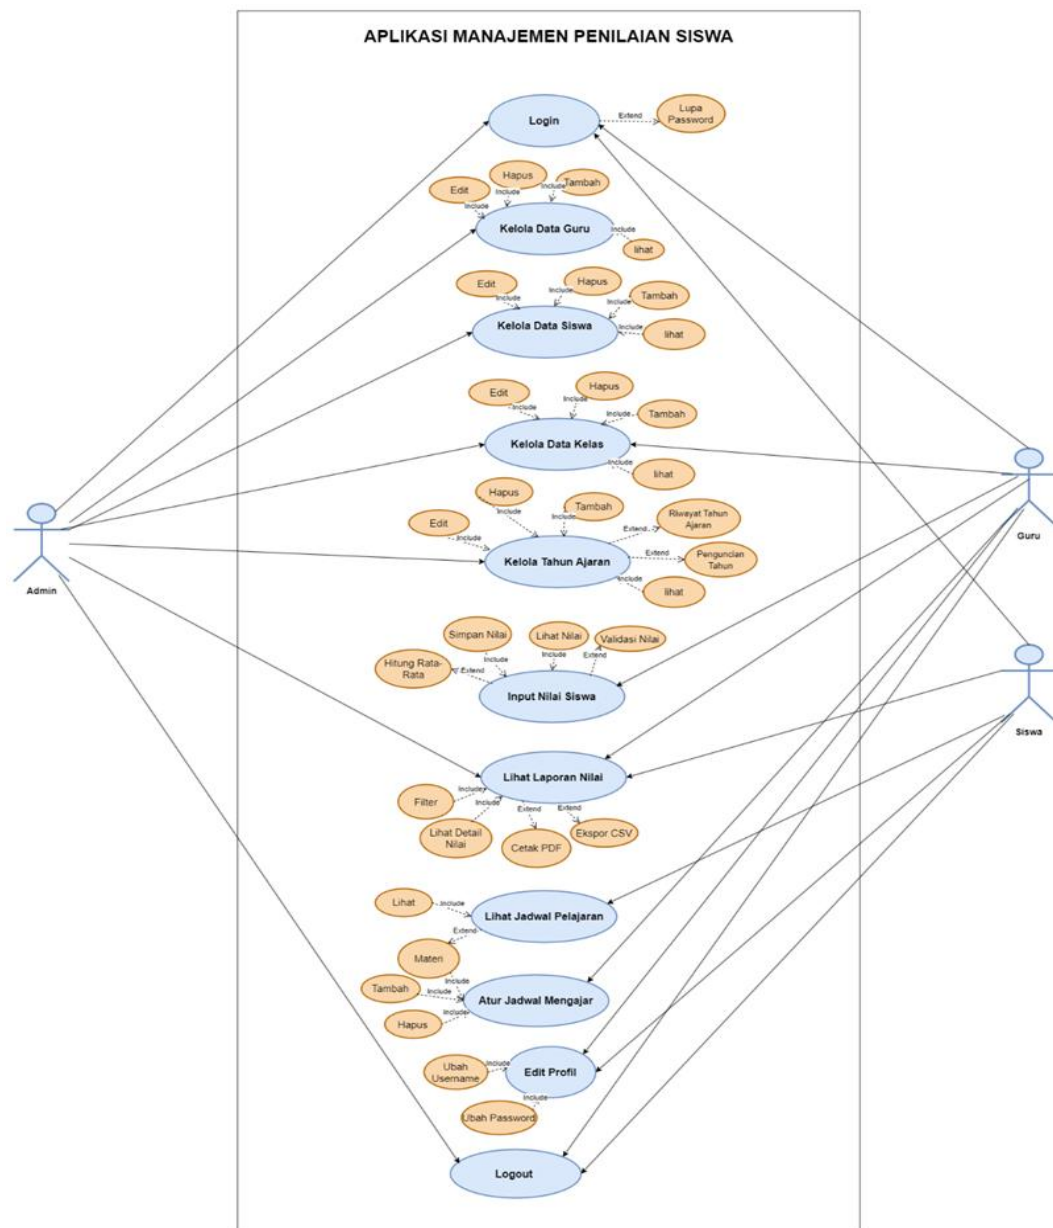 APLIKASI MANAJEMEN PENILAIAN SISWA
Login
Extend
Lupa
Password
Edit
Hapus
Tambah
Include
Include
Include
Kelola Data Guru
Include
lihat
Edit
Hapus
Tambah
Include
Include
Include
Kelola Data Siswa
Include
lihat
Edit
Hapus
Tambah
Include
Include
Include
Kelola Data Kelas
Include
lihat
Hapus
Tambah
Riwayat Tahun
Ajaran
Edit
Include
Include
Include
Extend
Kelola Tahun Ajaran
Extend
Penguncian
Tahun
Include
lihat
Admin
Guru
Simpan Nilai
Lihat Nilai
Validasi Nilai
Include
Include
Extend
Hitung Rata-
Rata
Extend
Input Nilai Siswa
Siswa
Lihat Laporan Nilai
Include
Filter
Include
Lihat Detail
Nilai
Extend
Cetak PDF
Extend
Ekspor CSV
Lihat
Include
Lihat Jadwal Pelajaran
Extend
Materi
Include
Tambah
Include
Atur Jadwal Mengajar
Include
Hapus
Ubah
Username
Include
Edit Profil
Include
Ubah Password
Logout